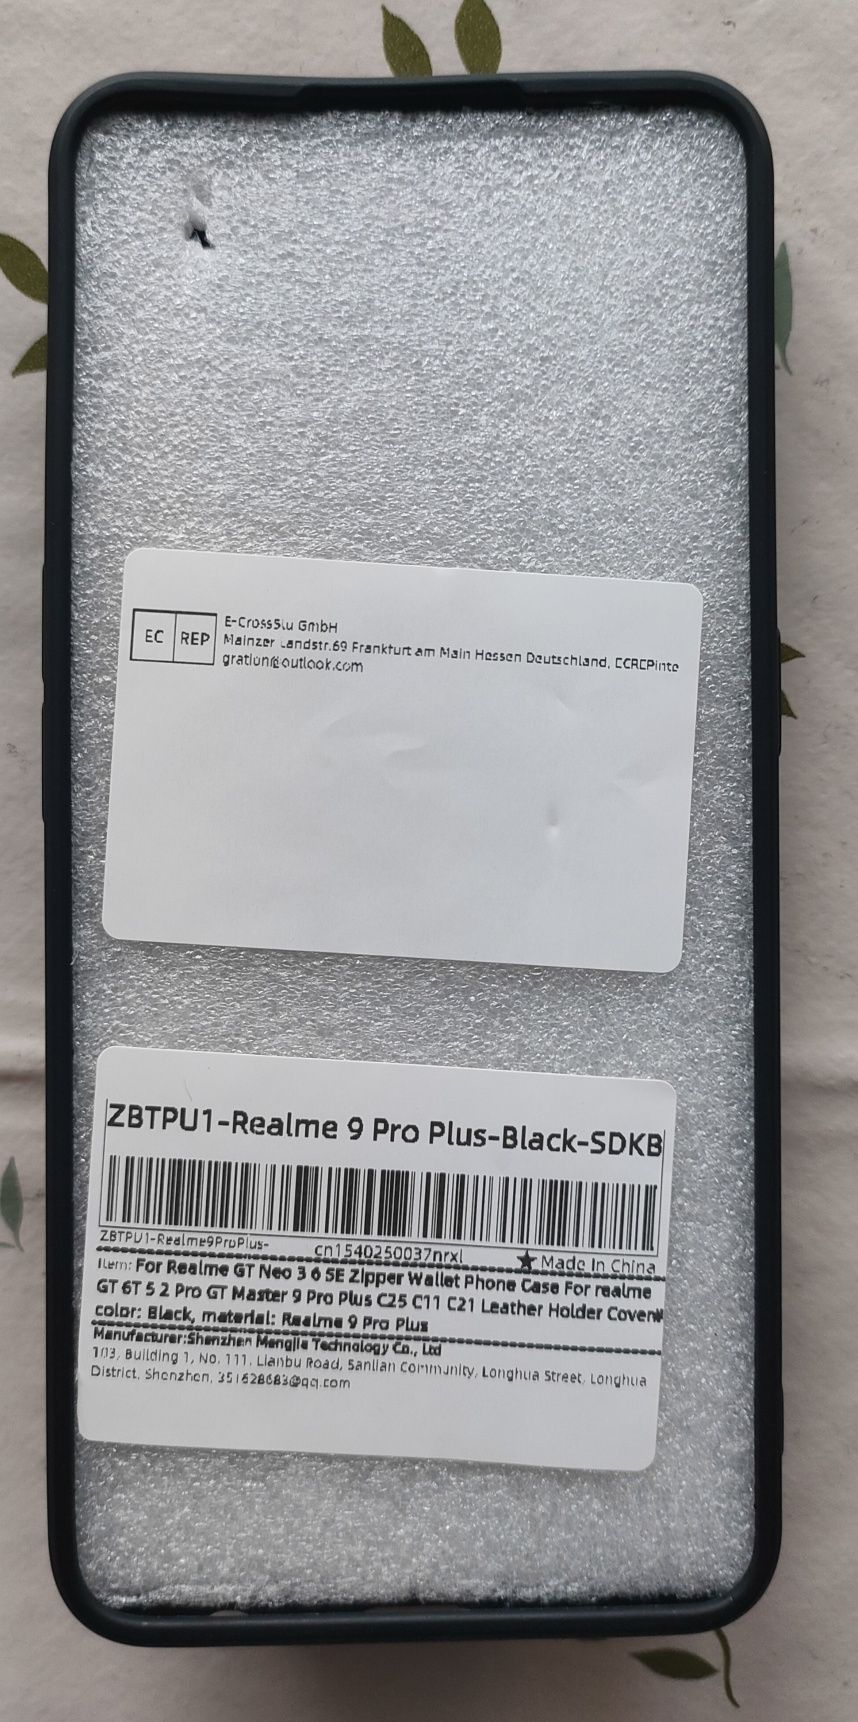 EC REP
E-CrossStu GmbH
Mainzer Landstr.69 Frankfurt am Main Hessen Deutschland, ECREPinte
gration@outlook.com
ZBTPU1-Realme 9 Pro Plus-Black-SDKB
ZBTPU1-Realme9ProPlus-
cn1540250037nrxl
★ Made In China
Item: For Realme GT Neo 3 6 5E Zipper Wallet Phone Case For realme
GT 6T 5 2 Pro GT Master 9 Pro Plus C25 C11 C21 Leather Holder Cover#
color: Black, material: Realme 9 Pro Plus
Manufacturer:Shenzhen Mengjia Technology Co., Ltd
103, Building 1, No. 111, Lianbu Road, Sanlian Community, Longhua Street, Longhua
District, Shenzhen, 351628683@qq.com